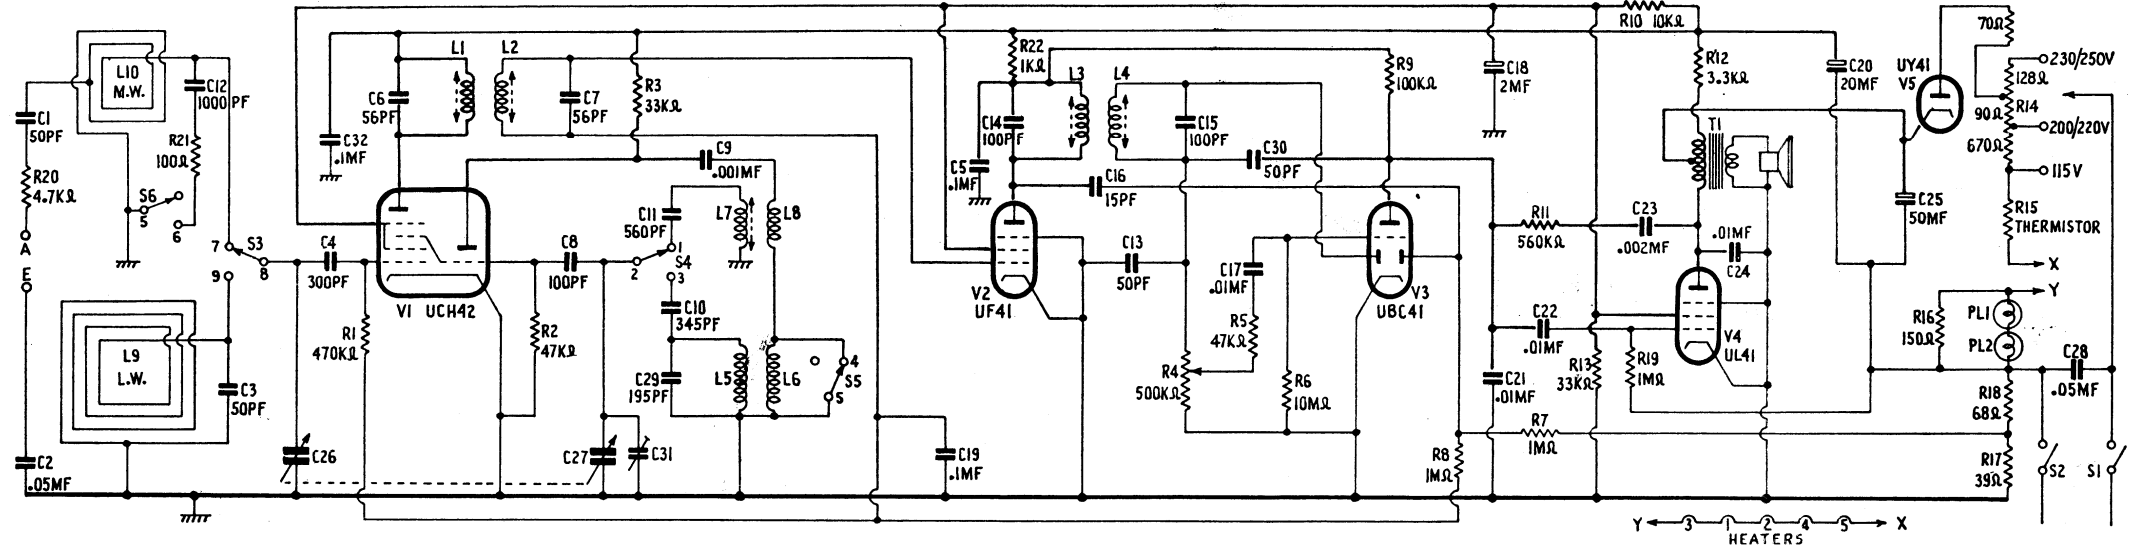 L10
M.W.
C12
1000PF
C1
50PF
R20
4.7KΩ
A
E
R21
100Ω
S6
5
6
7
S3
8
9
L9
L.W.
C3
50PF
C2
.05MF
C4
300PF
R1
470KΩ
C26
C32
.1MF
C6
56PF
L1
L2
C7
56PF
R3
33KΩ
V1 UCH42
C9
.001MF
C11
560PF
L7
L8
C8
100PF
R2
47KΩ
1
S4
2
3
C10
345PF
C29
195PF
L5
L6
4
S5
5
C27
C31
C19
.1MF
R22
1KΩ
L3
L4
C14
100PF
C5
.1MF
C15
100PF
C16
15PF
C30
50PF
R9
100KΩ
V2
UF41
C13
50PF
C17
.01MF
R5
47KΩ
R4
500KΩ
R6
10MΩ
V3
UBC41
R8
1MΩ
R7
1MΩ
C18
2MF
R10 10KΩ
R12
3.3KΩ
T1
R11
560KΩ
C23
.002MF
.01MF
C24
C22
.01MF
C21
.01MF
R13
33KΩ
R19
1MΩ
V4
UL41
C20
20MF
UY41
V5
C25
50MF
70Ω
230/250V
128Ω
R14
90Ω
200/220V
670Ω
115V
R15
THERMISTOR
X
Y
R16
150Ω
PL1
PL2
C28
.05MF
R18
68Ω
R17
39Ω
S2
S1
Y 3 1 2 4 5 X
HEATERS